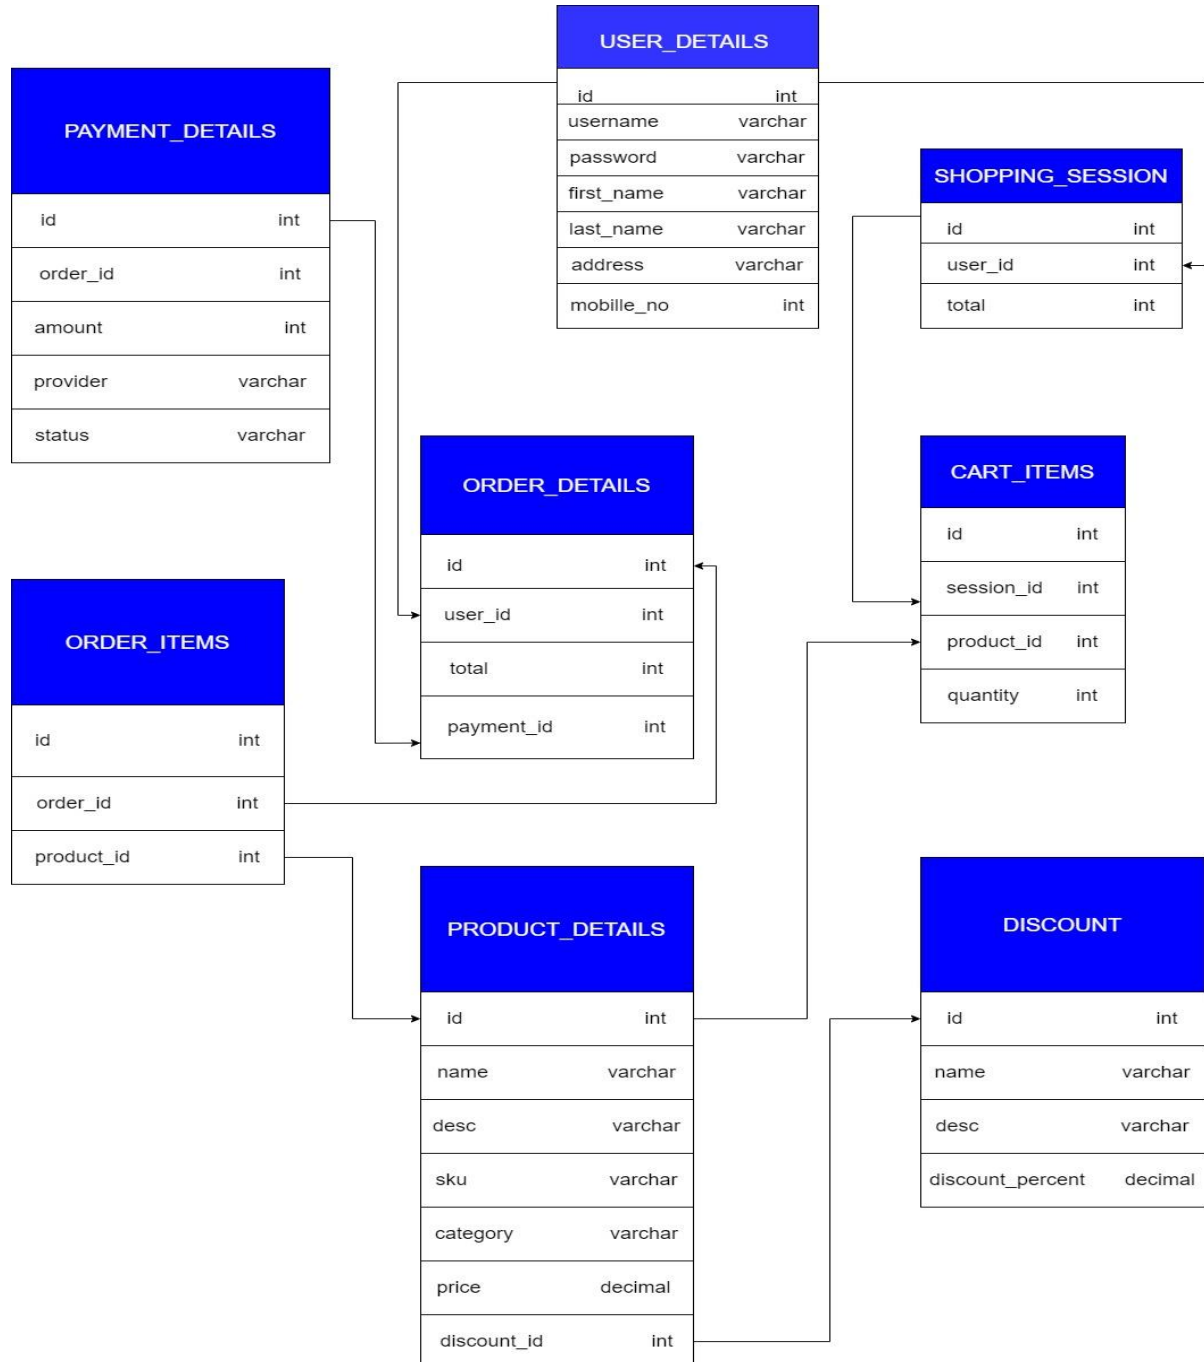 USER_DETAILS
id int
username varchar
password varchar
first_name varchar
last_name varchar
address varchar
mobille_no int
PAYMENT_DETAILS
id int
order_id int
amount int
provider varchar
status varchar
SHOPPING_SESSION
id int
user_id int
total int
ORDER_DETAILS
id int
user_id int
total int
payment_id int
CART_ITEMS
id int
session_id int
product_id int
quantity int
ORDER_ITEMS
id int
order_id int
product_id int
PRODUCT_DETAILS
id int
name varchar
desc varchar
sku varchar
category varchar
price decimal
discount_id int
DISCOUNT
id int
name varchar
desc varchar
discount_percent decimal